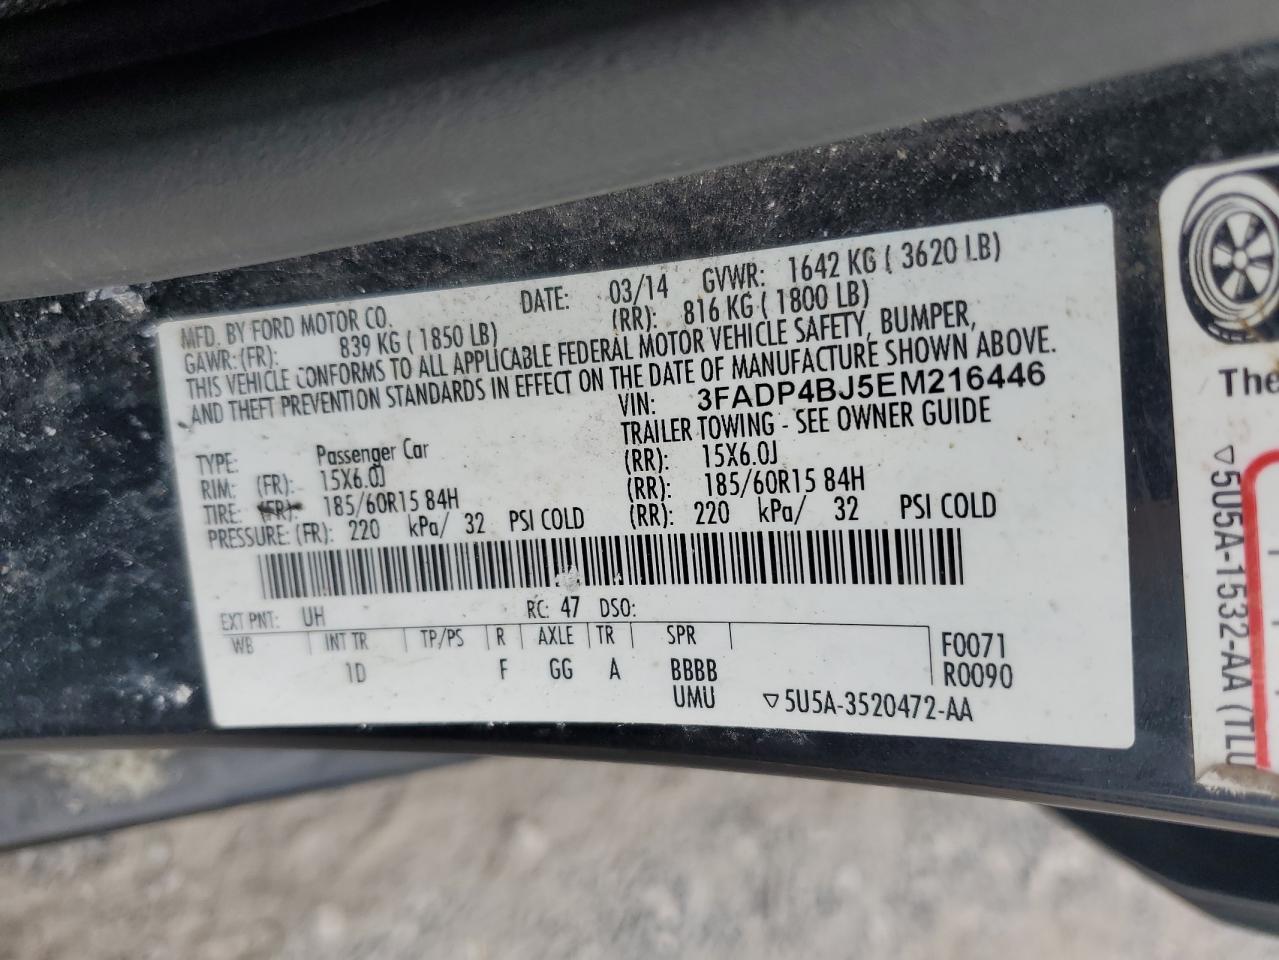 MFD. BY FORD MOTOR CO. DATE: 03/14 GVWR: 1642 KG ( 3620 LB)
GAWR: (FR): 839 KG ( 1850 LB) (RR): 816 KG ( 1800 LB)
THIS VEHICLE CONFORMS TO ALL APPLICABLE FEDERAL MOTOR VEHICLE SAFETY, BUMPER,
AND THEFT PREVENTION STANDARDS IN EFFECT ON THE DATE OF MANUFACTURE SHOWN ABOVE.
VIN: 3FADP4BJ5EM216446
TRAILER TOWING - SEE OWNER GUIDE
TYPE: Passenger Car
RIM: (FR): 15X6.0J (RR): 15X6.0J
TIRE: (FR): 185/60R15 84H (RR): 185/60R15 84H
PRESSURE: (FR): 220 kPa/ 32 PSI COLD (RR): 220 kPa/ 32 PSI COLD
EXT PNT: UH RC: 47 DSO:
WB INT TR TP/PS R AXLE TR SPR F0071
1D F GG A BBBB R0090
UMU ▽5U5A-3520472-AA
The
▽5U5A-1532-AA (TLU